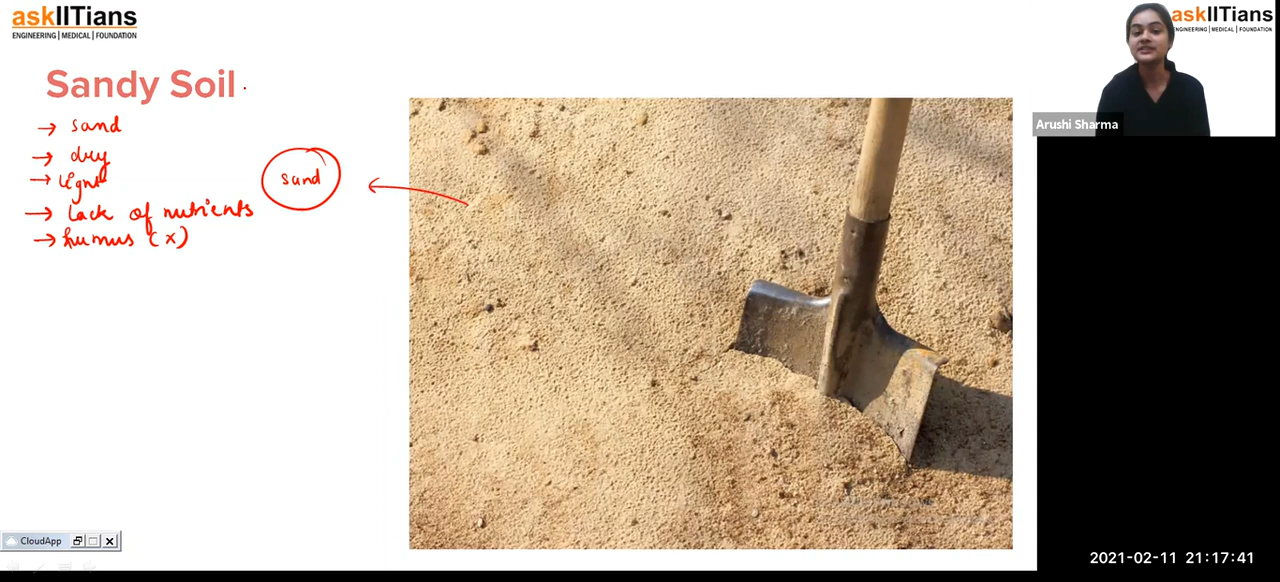 askIITians
ENGINEERING | MEDICAL | FOUNDATION
askIITians
ENGINEERING | MEDICAL | FOUNDATION
Arushi Sharma
Sandy Soil
→ sand
→ dry
→ light
→ lack of nutrients
→ humus (x)
sand
CloudApp
2021-02-11 21:17:41